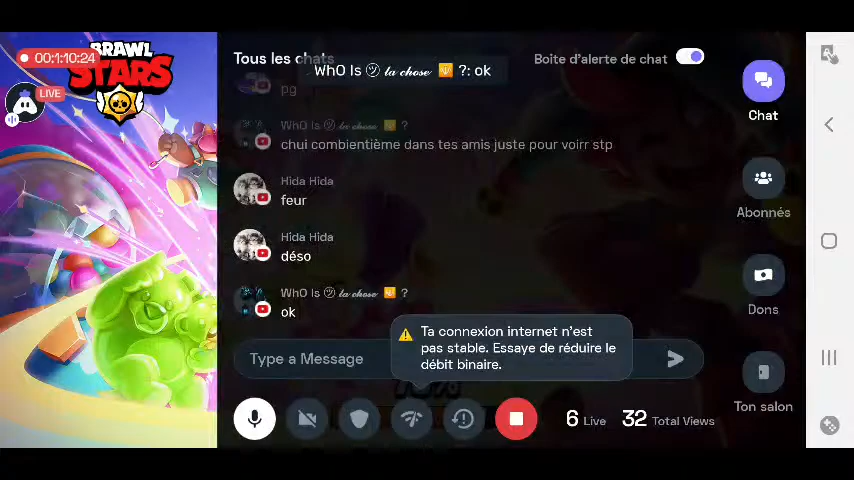 00:1:10:24
BRAWL
STARS
LIVE
Tous les chats
WhO Is ツ 𝓵𝓪 𝓬𝓱𝓸𝓼𝓮 🔱 ?: ok
Boite d'alerte de chat
pg
WhO Is ツ 𝓵𝓪 𝓬𝓱𝓸𝓼𝓮 🔱 ?
chui combientième dans tes amis juste pour voirr stp
Hida Hida
feur
Hida Hida
déso
WhO Is ツ 𝓵𝓪 𝓬𝓱𝓸𝓼𝓮 🔱 ?
ok
Ta connexion internet n'est
pas stable. Essaye de réduire le
débit binaire.
Type a Message
6 Live 32 Total Views
Chat
Abonnés
Dons
Ton salon